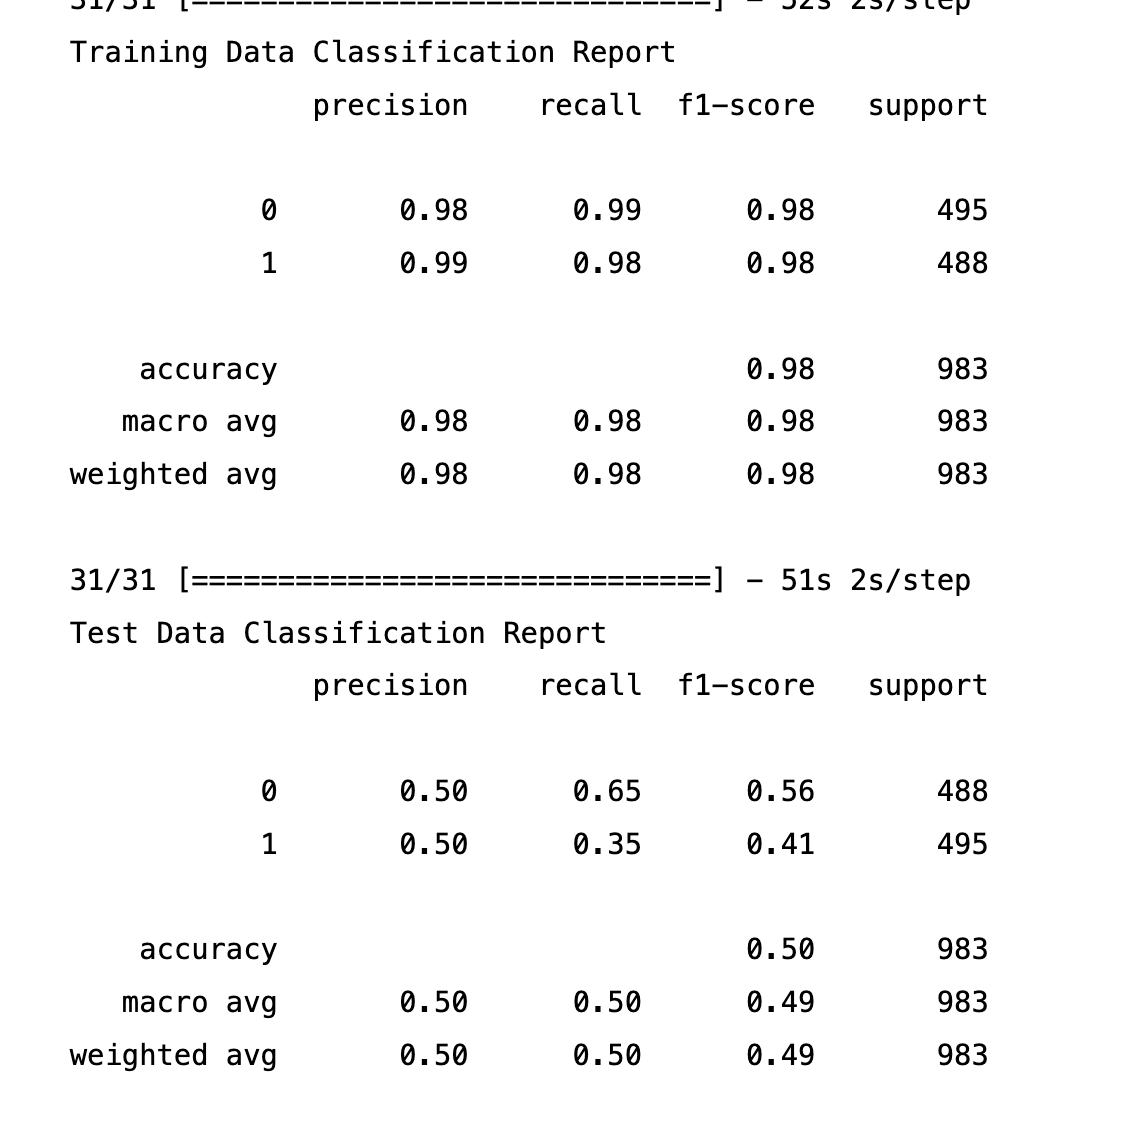 31/31 [==============================] - 52s 2s/step
Training Data Classification Report
precision recall f1-score support
0 0.98 0.99 0.98 495
1 0.99 0.98 0.98 488
accuracy 0.98 983
macro avg 0.98 0.98 0.98 983
weighted avg 0.98 0.98 0.98 983
31/31 [==============================] - 51s 2s/step
Test Data Classification Report
precision recall f1-score support
0 0.50 0.65 0.56 488
1 0.50 0.35 0.41 495
accuracy 0.50 983
macro avg 0.50 0.50 0.49 983
weighted avg 0.50 0.50 0.49 983